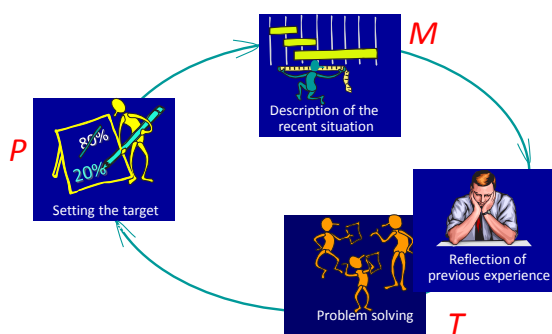 M
Description of the
recent situation
P
80%
20%
Setting the target
Reflection of
previous experience
Problem solving
T